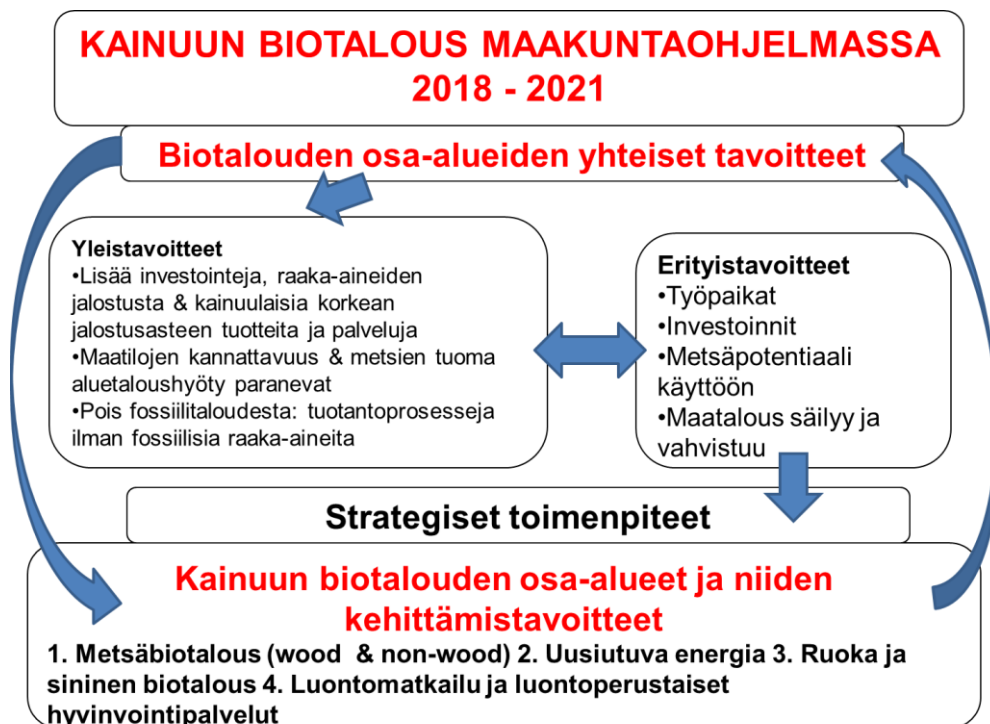 KAINUUN BIOTALOUS MAAKUNTAOHJELMASSA
2018 - 2021
Biotalouden osa-alueiden yhteiset tavoitteet
Yleistavoitteet
•Lisää investointeja, raaka-aineiden
jalostusta & kainuulaisia korkean
jalostusasteen tuotteita ja palveluja
•Maatilojen kannattavuus & metsien tuoma
aluetaloushyöty paranevat
•Pois fossiilitaloudesta: tuotantoprosesseja
ilman fossiilisia raaka-aineita
Erityistavoitteet
•Työpaikat
•Investoinnit
•Metsäpotentiaali
käyttöön
•Maatalous säilyy ja
vahvistuu
Strategiset toimenpiteet
Kainuun biotalouden osa-alueet ja niiden
kehittämistavoitteet
1. Metsäbiotalous (wood & non-wood) 2. Uusiutuva energia 3. Ruoka ja
sininen biotalous 4. Luontomatkailu ja luontoperustaiset
hyvinvointipalvelut